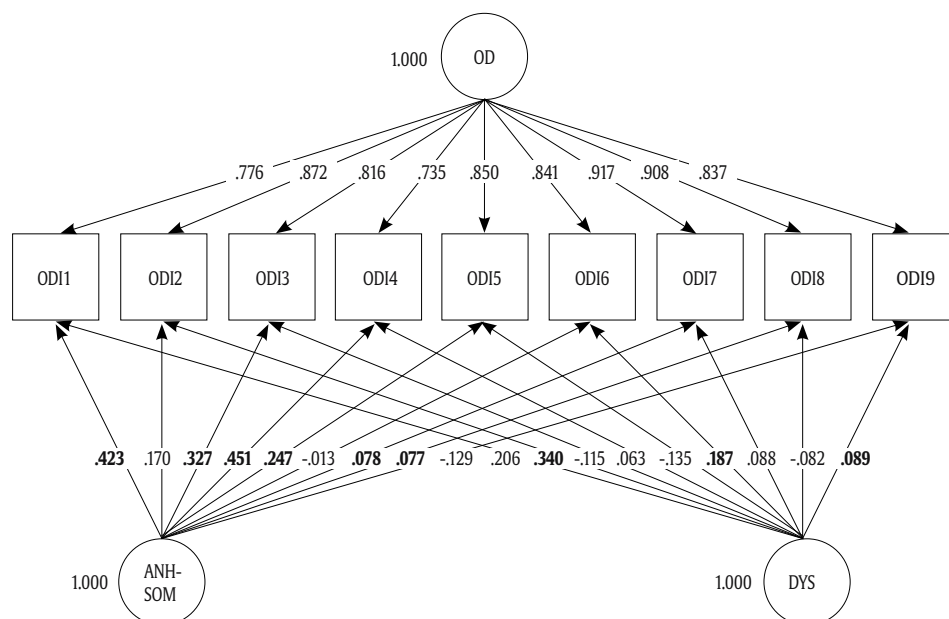 1.000 OD
.776 .872 .816 .735 .850 .841 .917 .908 .837
ODI1 ODI2 ODI3 ODI4 ODI5 ODI6 ODI7 ODI8 ODI9
.423 .170 .327 .451 .247 -.013 .078 .077 -.129 .206 .340 -.115 .063 -.135 .187 .088 -.082 .089
1.000 ANH-
SOM
1.000 DYS